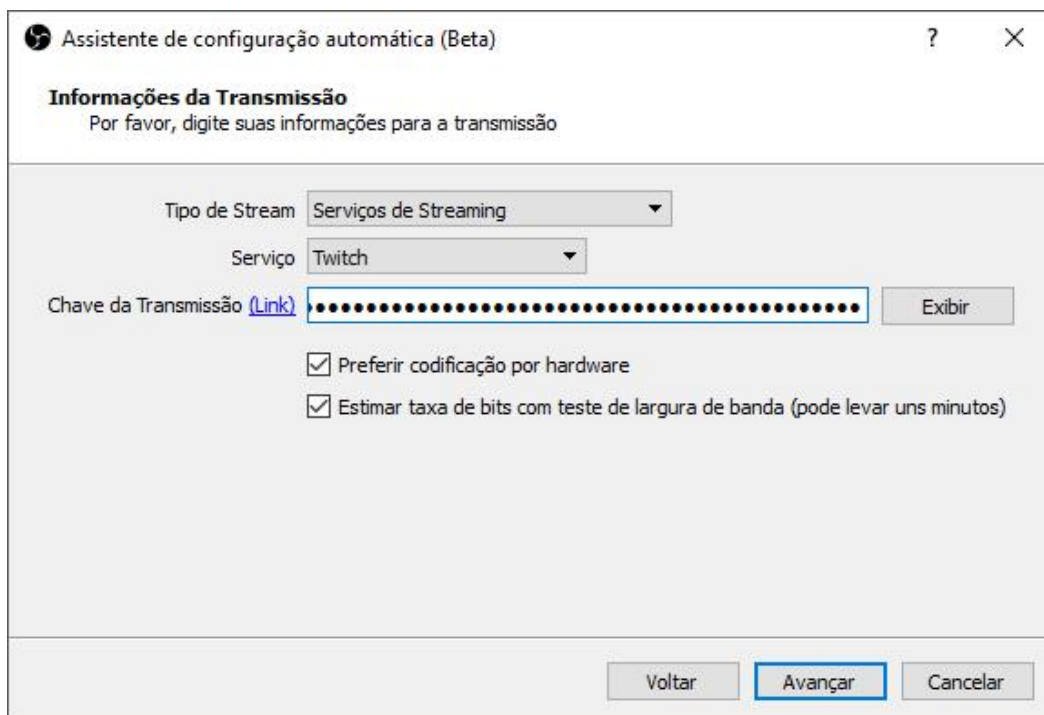 Assistente de configuração automática (Beta)
?
Informações da Transmissão
Por favor, digite suas informações para a transmissão
Tipo de Stream Serviços de Streaming
Serviço Twitch
Chave da Transmissão (Link) Exibir
Preferir codificação por hardware
Estimar taxa de bits com teste de largura de banda (pode levar uns minutos)
Voltar Avançar Cancelar